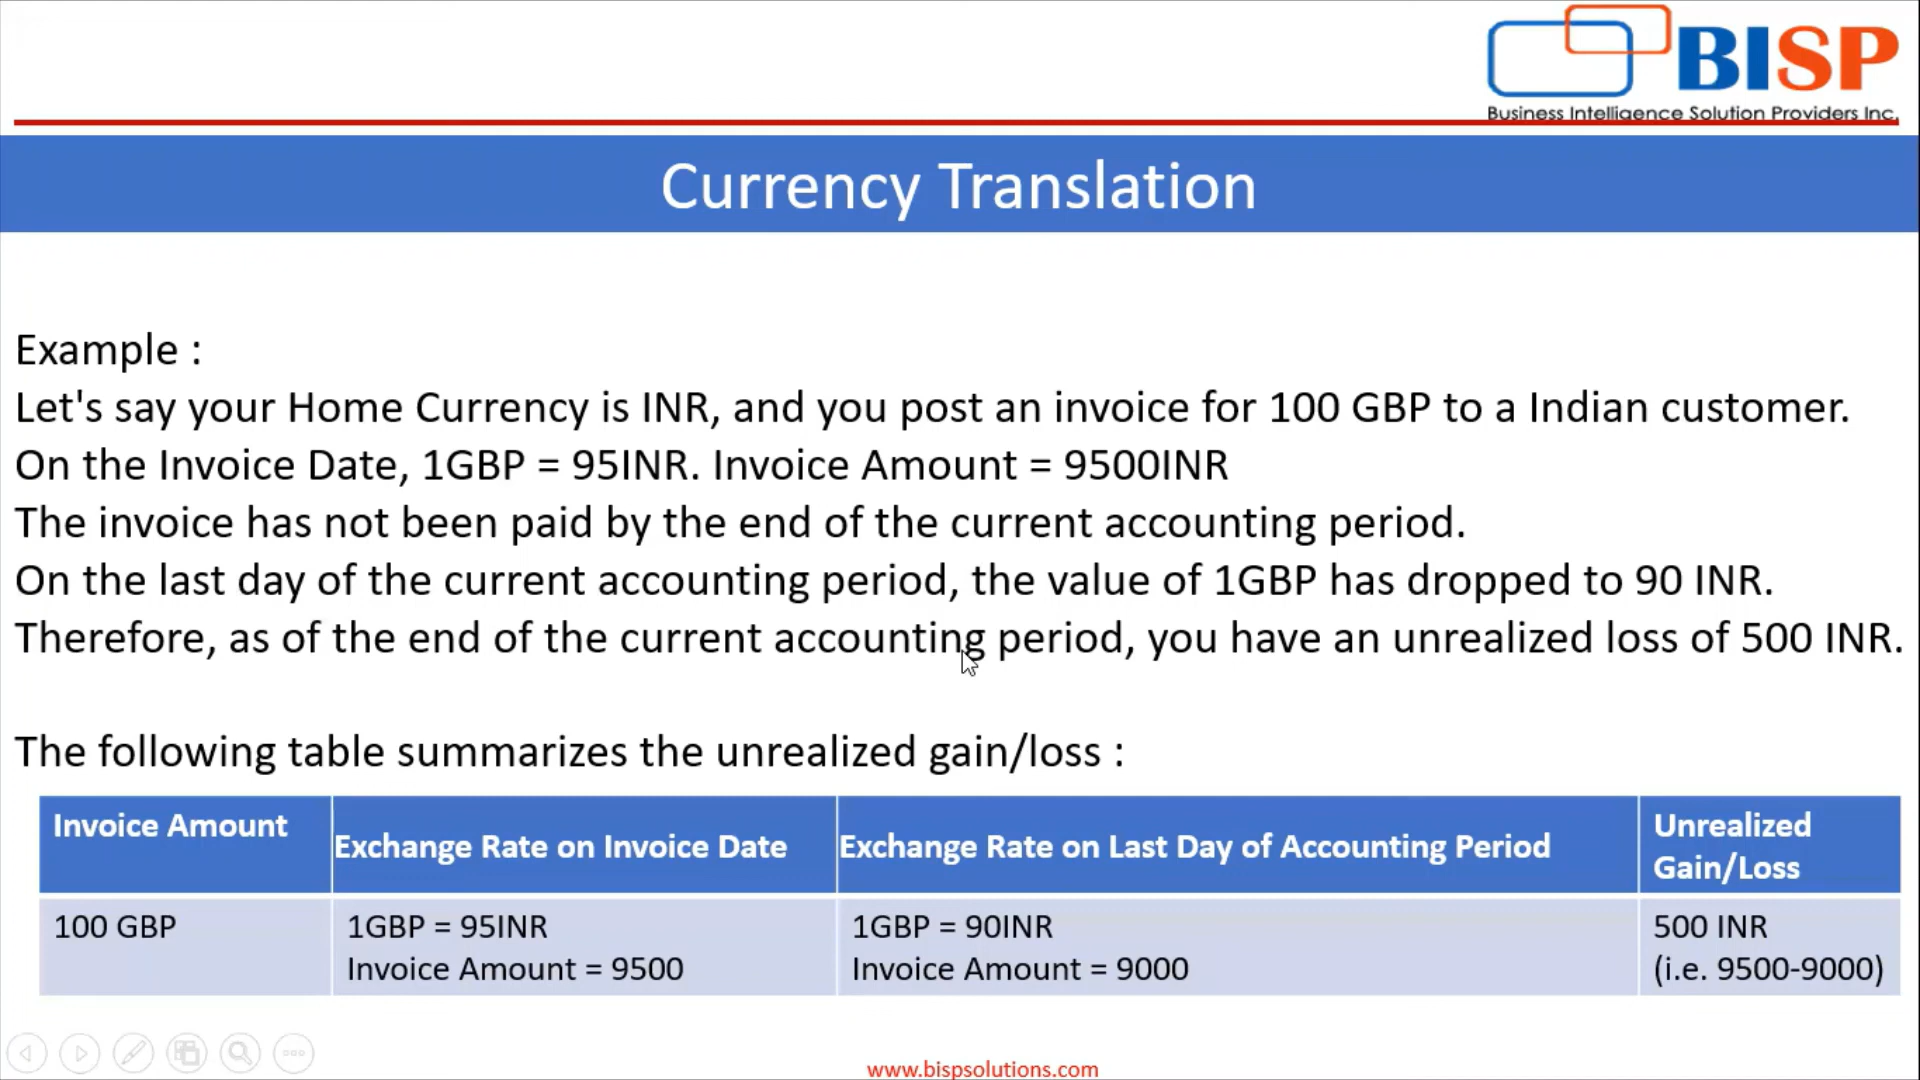 BISP
Business Intelligence Solution Providers Inc.
Currency Translation
Example :
Let's say your Home Currency is INR, and you post an invoice for 100 GBP to a Indian customer.
On the Invoice Date, 1GBP = 95INR. Invoice Amount = 9500INR
The invoice has not been paid by the end of the current accounting period.
On the last day of the current accounting period, the value of 1GBP has dropped to 90 INR.
Therefore, as of the end of the current accounting period, you have an unrealized loss of 500 INR.
The following table summarizes the unrealized gain/loss :
Invoice Amount
Exchange Rate on Invoice Date
Exchange Rate on Last Day of Accounting Period
Unrealized
Gain/Loss
100 GBP
1GBP = 95INR
Invoice Amount = 9500
1GBP = 90INR
Invoice Amount = 9000
500 INR
(i.e. 9500-9000)
www.bispsolutions.com